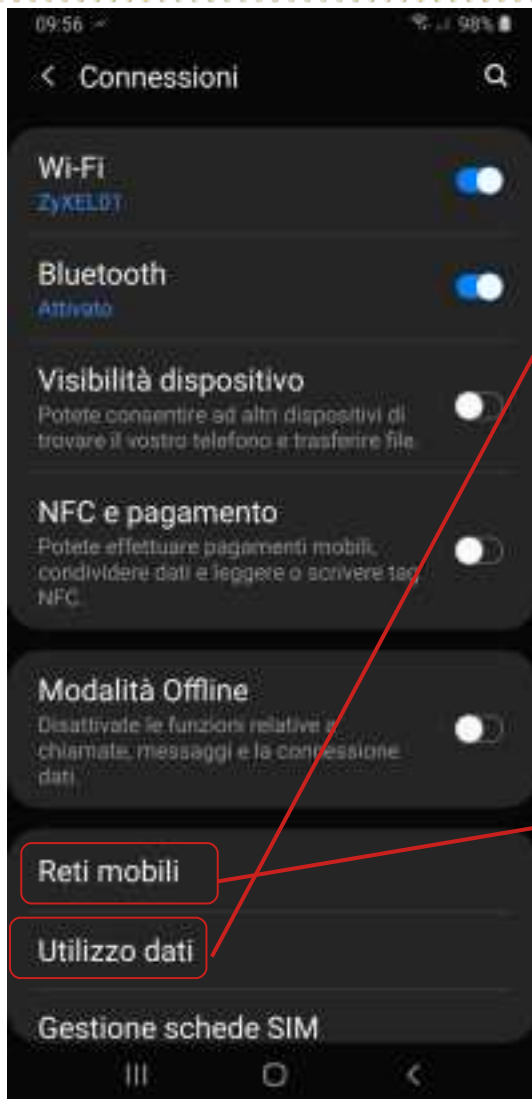 09:56
98%
Connessioni
Wi-Fi
ZyXEL01
Bluetooth
Attivato
Visibilità dispositivo
Potete consentire ad altri dispositivi di
trovare il vostro telefono e trasferire file.
NFC e pagamento
Potete effettuare pagamenti mobili,
condividere dati e leggere o scrivere tag
NFC.
Modalità Offline
Disattivate le funzioni relative a
chiamate, messaggi e la connessione
dati.
Reti mobili
Utilizzo dati
Gestione schede SIM